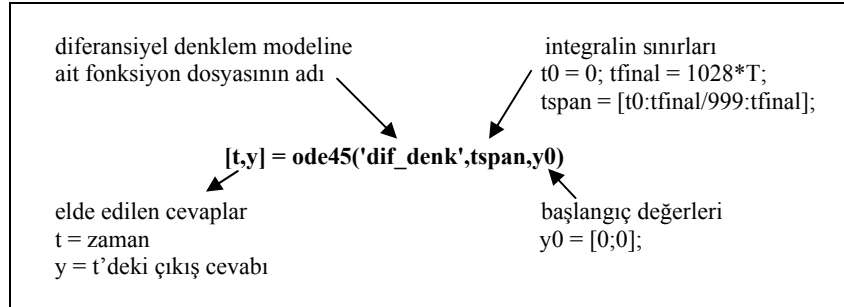 diferansiyel denklem modeline
ait fonksiyon dosyasının adı
integralin sınırları
t0 = 0; tfinal = 1028*T;
tspan = [t0:tfinal/999:tfinal];
[t,y] = ode45('dif_denk',tspan,y0)
elde edilen cevaplar
t = zaman
y = t’deki çıkış cevabı
başlangıç değerleri
y0 = [0;0];